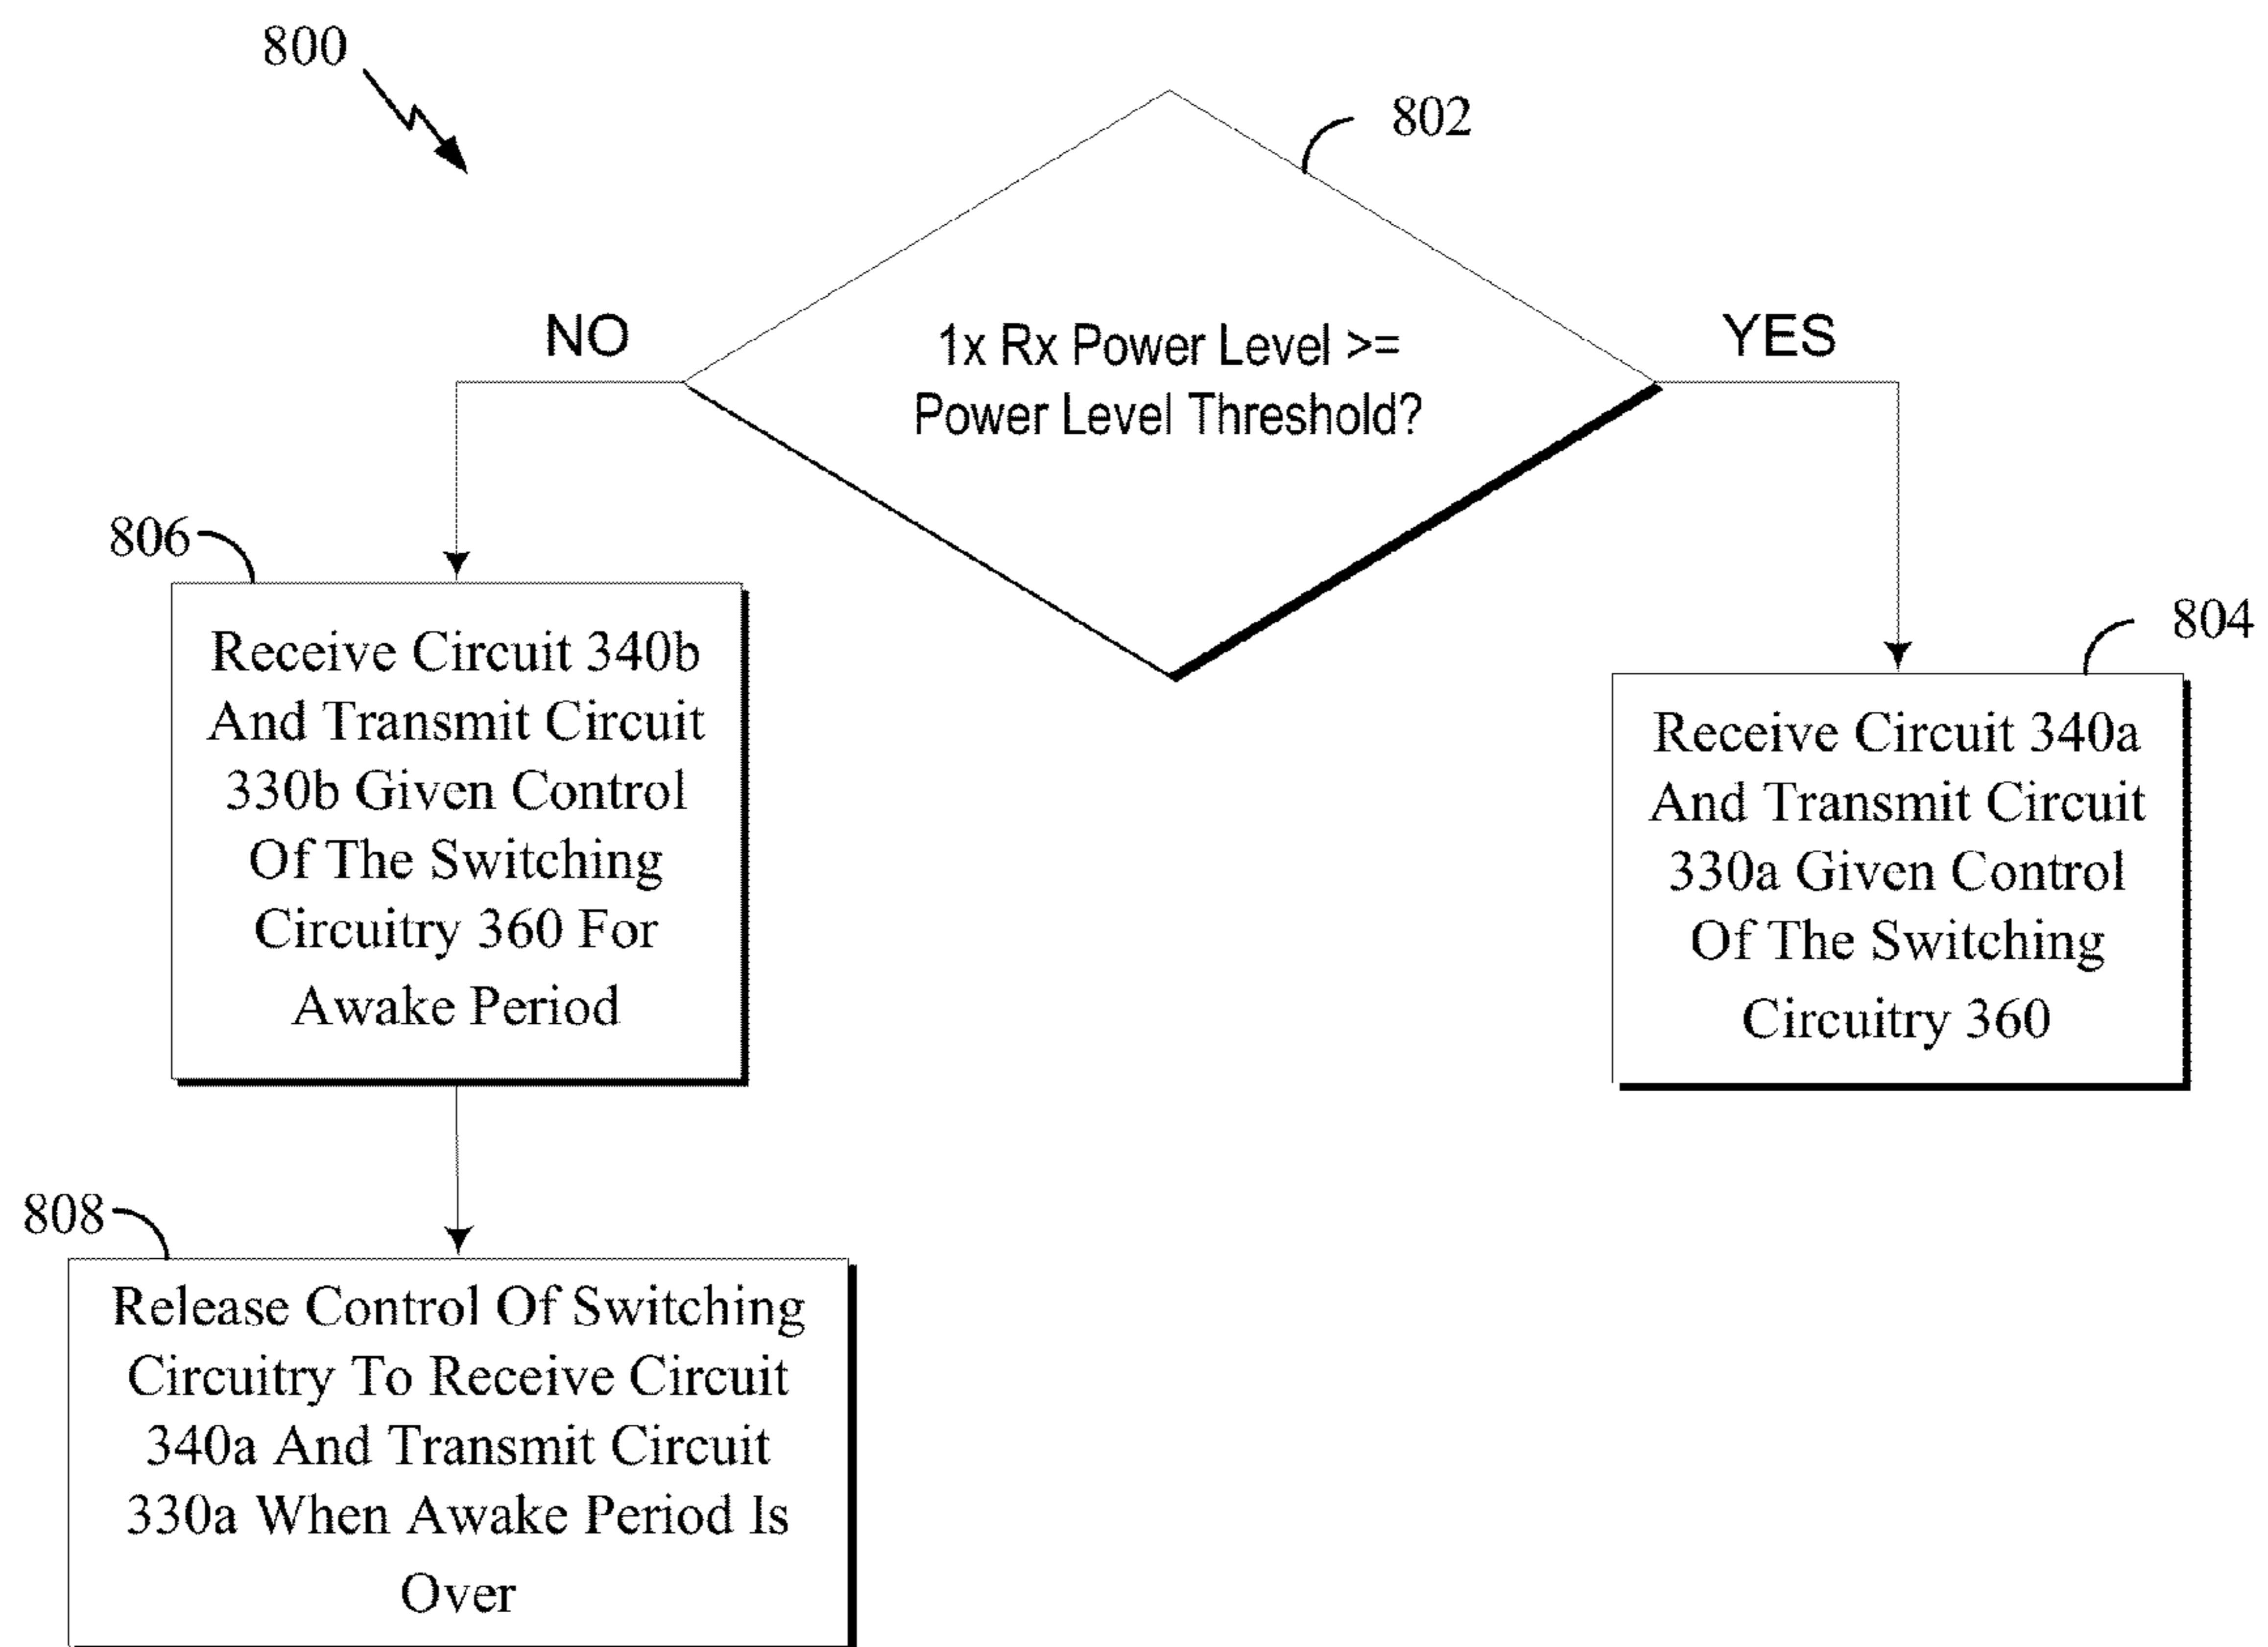 800
802
1x Rx Power Level >=
Power Level Threshold?
NO
YES
806
Receive Circuit 340b
And Transmit Circuit
330b Given Control
Of The Switching
Circuitry 360 For
Awake Period
804
Receive Circuit 340a
And Transmit Circuit
330a Given Control
Of The Switching
Circuitry 360
808
Release Control Of Switching
Circuitry To Receive Circuit
340a And Transmit Circuit
330a When Awake Period Is
Over